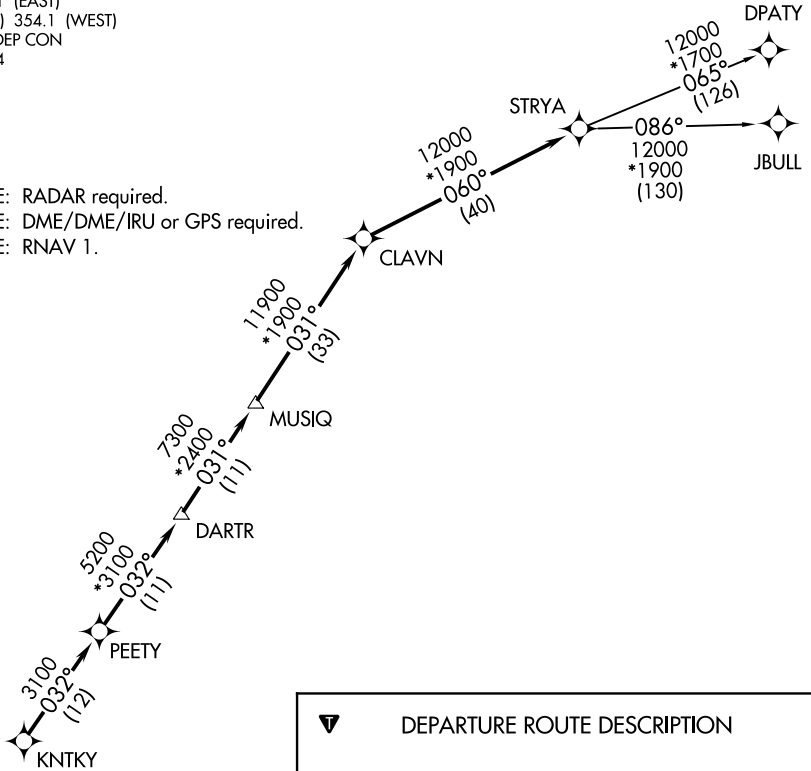 (EAST)
) 354.1 (WEST)
DEP CON
4
DPATY
12000
*1700
065°
(126)
STRYA
086°
12000
*1900
(130)
JBULL
12000
*1900
060°
(40)
E: RADAR required.
E: DME/DME/IRU or GPS required.
E: RNAV 1.
CLAVN
11900
*1900
031°
(33)
MUSIQ
7300
*2400
031°
(11)
DARTR
5200
*3100
032°
(11)
PEETY
3100
032°
(12)
KNTKY
T DEPARTURE ROUTE DESCRIPTION